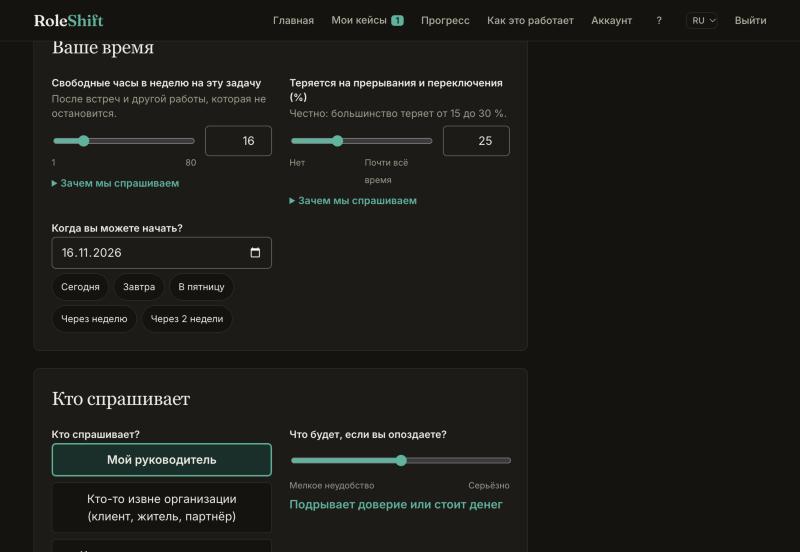 RoleShift
Главная
Мои кейсы 1
Прогресс
Как это работает
Аккаунт
?
RU
Выйти
Ваше время
Свободные часы в неделю на эту задачу
После встреч и другой работы, которая не
остановится.
16
1
80
Зачем мы спрашиваем
Теряется на прерывания и переключения
(%)
Честно: большинство теряет от 15 до 30 %.
25
Нет
Почти всё
время
Зачем мы спрашиваем
Когда вы можете начать?
16.11.2026
Сегодня
Завтра
В пятницу
Через неделю
Через 2 недели
Кто спрашивает
Кто спрашивает?
Мой руководитель
Кто-то извне организации
(клиент, житель, партнёр)
Что будет, если вы опоздаете?
Мелкое неудобство
Серьёзно
Подрывает доверие или стоит денег